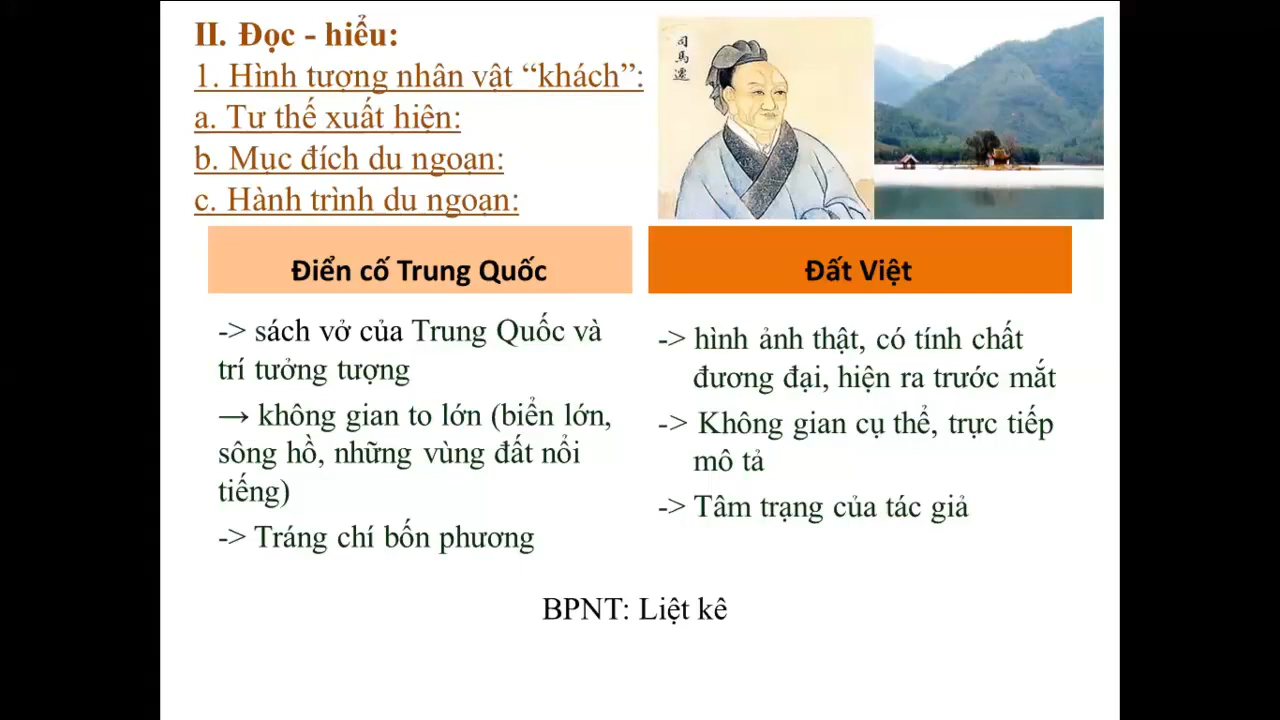 II. Đọc - hiểu:
1. Hình tượng nhân vật “khách”:
a. Tư thế xuất hiện:
b. Mục đích du ngoạn:
c. Hành trình du ngoạn:
司馬遷
Điển cố Trung Quốc
-> sách vở của Trung Quốc và
trí tưởng tượng
→ không gian to lớn (biển lớn,
sông hồ, những vùng đất nổi
tiếng)
-> Tráng chí bốn phương
Đất Việt
-> hình ảnh thật, có tính chất
đương đại, hiện ra trước mắt
-> Không gian cụ thể, trực tiếp
mô tả
-> Tâm trạng của tác giả
BPNT: Liệt kê